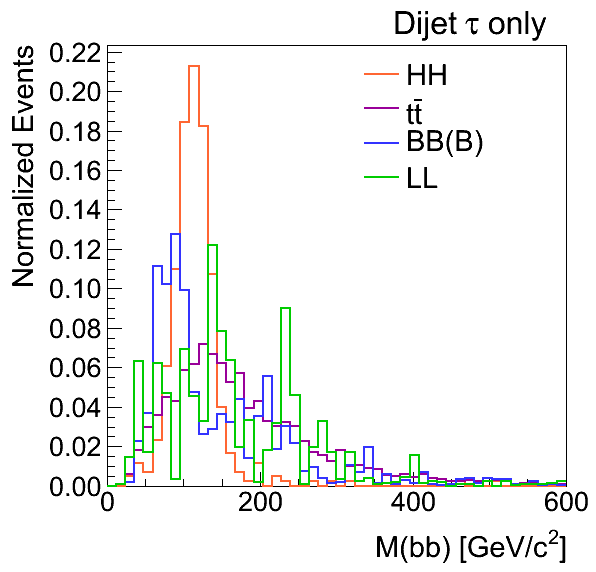 Dijet τ only
Normalized Events
0.22
0.20
0.18
0.16
0.14
0.12
0.10
0.08
0.06
0.04
0.02
0.00
HH
tt̄
BB(B)
LL
0
200
400
600
M(bb) [GeV/c²]